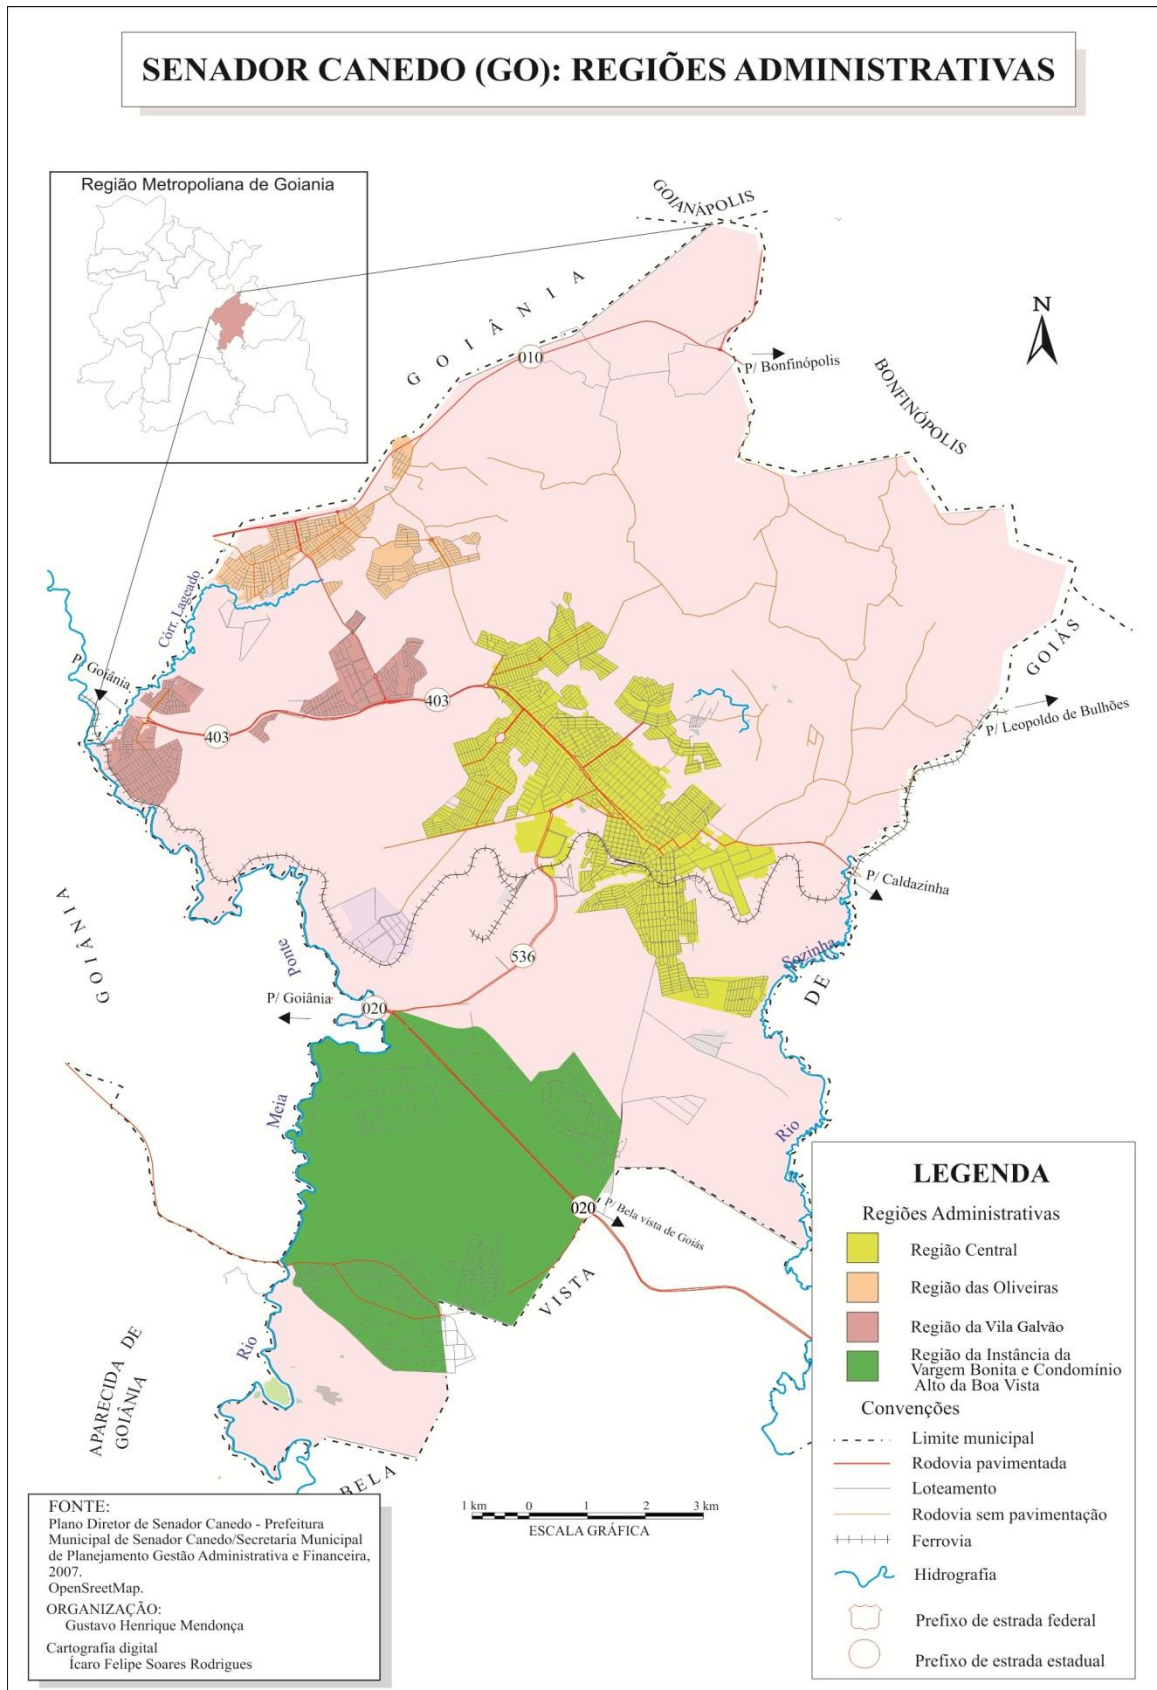 SENADOR CANEDO (GO): REGIÕES ADMINISTRATIVAS
Região Metropoliana de Goiania
GOIANÁPOLIS
GOIÂNIA
010
P/ Bonfinópolis
N
BONFINÓPOLIS
Córr. Lageado
P/ Goiânia
403
403
GOIÁS
P/ Leopoldo de Bulhões
P/ Caldazinha
GOIÂNIA
Ponte
536
Sozinha
DE
P/ Goiânia
020
Meia
Rio
020
P/ Bela vista de Goiás
VISTA
Rio
APARECIDA DE
GOIÂNIA
BELA
LEGENDA
Regiões Administrativas
Região Central
Região das Oliveiras
Região da Vila Galvão
Região da Instância da
Vargem Bonita e Condomínio
Alto da Boa Vista
Convenções
Limite municipal
Rodovia pavimentada
Loteamento
Rodovia sem pavimentação
Ferrovia
Hidrografia
Prefixo de estrada federal
Prefixo de estrada estadual
1 km 0 1 2 3 km
ESCALA GRÁFICA
FONTE:
Plano Diretor de Senador Canedo - Prefeitura
Municipal de Senador Canedo/Secretaria Municipal
de Planejamento Gestão Administrativa e Financeira,
2007.
OpenSreetMap.
ORGANIZAÇÃO:
Gustavo Henrique Mendonça
Cartografia digital
Ícaro Felipe Soares Rodrigues